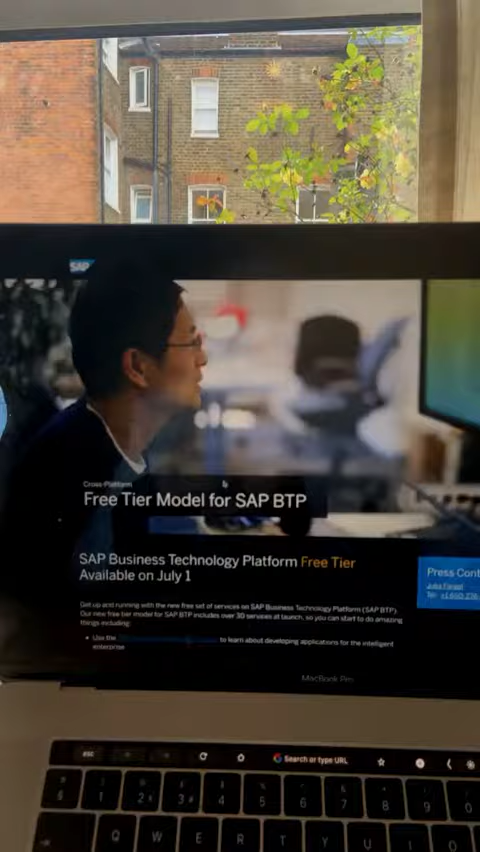 SAP
Cross-Platform
Free Tier Model for SAP BTP
SAP Business Technology Platform Free Tier
Available on July 1
Press Cont
Get up and running with the new free set of services on SAP Business Technology Platform (SAP BTP).
Our new free tier model for SAP BTP includes over 30 services at launch, so you can start to do amazing
things including:
Use the to learn about developing applications for the intelligent
enterprise
MacBook Pro
esc
Search or type URL
§ 1 2 3 # 4 5 6 7 8 9 0
Q W E R T Y U I O